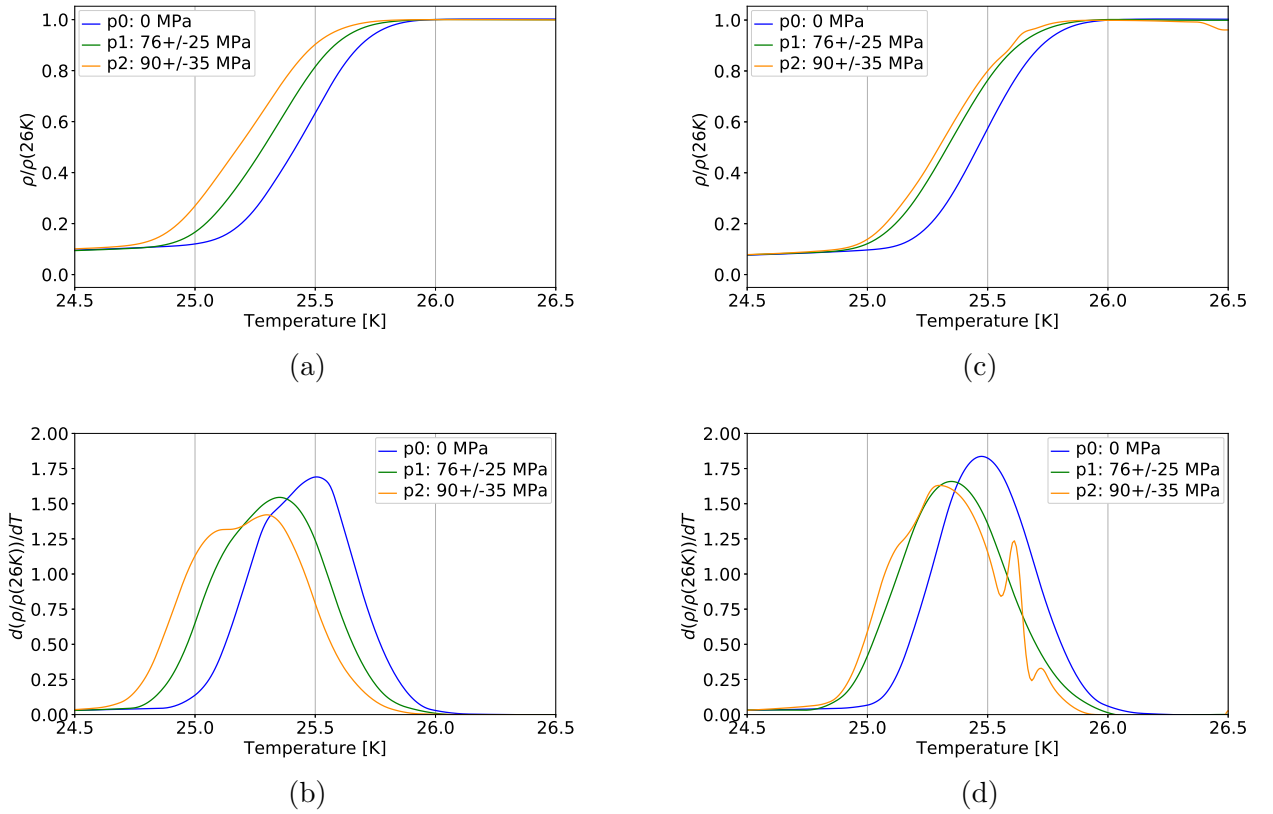 p0: 0 MPa
p1: 76+/-25 MPa
p2: 90+/-35 MPa
ρ/ρ(26K)
1.0
0.8
0.6
0.4
0.2
0.0
24.5 25.0 25.5 26.0 26.5
Temperature [K]
(a)
p0: 0 MPa
p1: 76+/-25 MPa
p2: 90+/-35 MPa
ρ/ρ(26K)
1.0
0.8
0.6
0.4
0.2
0.0
24.5 25.0 25.5 26.0 26.5
Temperature [K]
(c)
p0: 0 MPa
p1: 76+/-25 MPa
p2: 90+/-35 MPa
d(ρ/ρ(26K))/dT
2.00
1.75
1.50
1.25
1.00
0.75
0.50
0.25
0.00
24.5 25.0 25.5 26.0 26.5
Temperature [K]
(b)
p0: 0 MPa
p1: 76+/-25 MPa
p2: 90+/-35 MPa
d(ρ/ρ(26K))/dT
2.00
1.75
1.50
1.25
1.00
0.75
0.50
0.25
0.00
24.5 25.0 25.5 26.0 26.5
Temperature [K]
(d)